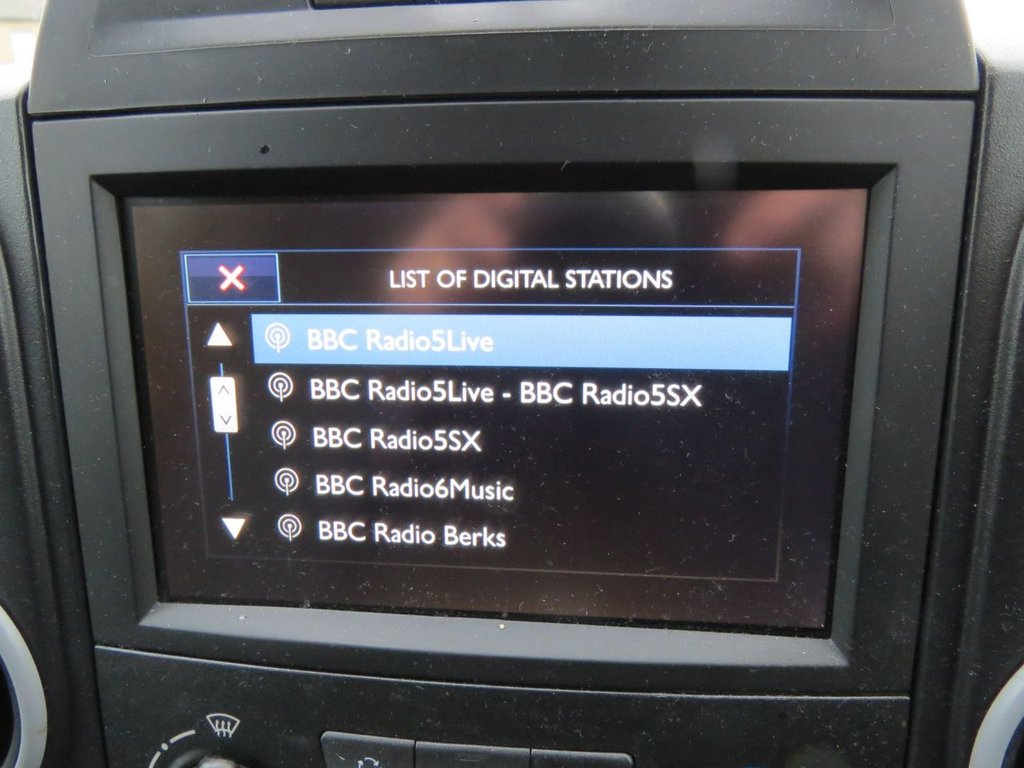 LIST OF DIGITAL STATIONS
BBC Radio5Live
BBC Radio5Live - BBC Radio5SX
BBC Radio5SX
BBC Radio6Music
BBC Radio Berks